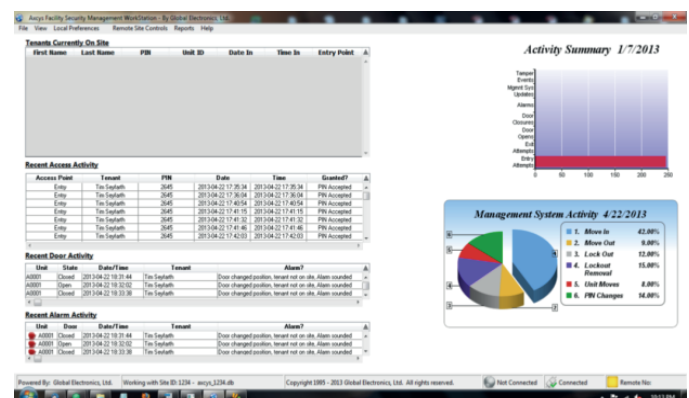 Axcys Facility Security Management WorkStation - By Global Electronics, Ltd.
File View Local Preferences Remote Site Controls Reports Help
Tenants Currently On Site
First Name Last Name PIN Unit ID Date In Time In Entry Point
Recent Access Activity
Access Point Tenant PIN Date Time Granted?
Entry Tim Seylarth 2645 2013-04-22 17:35:34 2013-04-22 17:35:34 PIN Accepted
Entry Tim Seylarth 2645 2013-04-22 17:36:04 2013-04-22 17:36:04 PIN Accepted
Entry Tim Seylarth 2645 2013-04-22 17:40:54 2013-04-22 17:40:54 PIN Accepted
Entry Tim Seylarth 2645 2013-04-22 17:41:15 2013-04-22 17:41:15 PIN Accepted
Entry Tim Seylarth 2645 2013-04-22 17:41:32 2013-04-22 17:41:32 PIN Accepted
Entry Tim Seylarth 2645 2013-04-22 17:41:46 2013-04-22 17:41:46 PIN Accepted
Entry Tim Seylarth 2645 2013-04-22 17:42:03 2013-04-22 17:42:03 PIN Accepted
Recent Door Activity
Unit State Date/Time Tenant Alarm?
A0001 Closed 2013-04-22 18:31:44 Tim Seylarth Door changed position, tenant not on site, Alarm sounded
A0001 Open 2013-04-22 18:32:02 Tim Seylarth Door changed position, tenant not on site, Alarm sounded
A0001 Closed 2013-04-22 18:33:38 Tim Seylarth Door changed position, tenant not on site, Alarm sounded
Recent Alarm Activity
Unit Door Date/Time Tenant Alarm?
A0001 Closed 2013-04-22 18:31:44 Tim Seylarth Door changed position, tenant not on site, Alarm sounded
A0001 Open 2013-04-22 18:32:02 Tim Seylarth Door changed position, tenant not on site, Alarm sounded
A0001 Closed 2013-04-22 18:33:38 Tim Seylarth Door changed position, tenant not on site, Alarm sounded
Activity Summary 1/7/2013
Tamper
Events
Mgmnt Sys
Updates
Alarms
Door
Closures
Door
Opens
Exit
Attempts
Entry
Attempts
0 50 100 150 200 250
Management System Activity 4/22/2013
1. Move In 42.00%
2. Move Out 9.00%
3. Lock Out 12.00%
4. Lockout 15.00%
Removal
5. Unit Moves 8.00%
6. PIN Changes 14.00%
Powered By: Global Electronics, Ltd. Working with Site ID: 1234 - axcys_1234.db Copyright 1995 - 2013 Global Electronics, Ltd. All rights reserved. Not Connected Connected Remote No:
10:13 PM